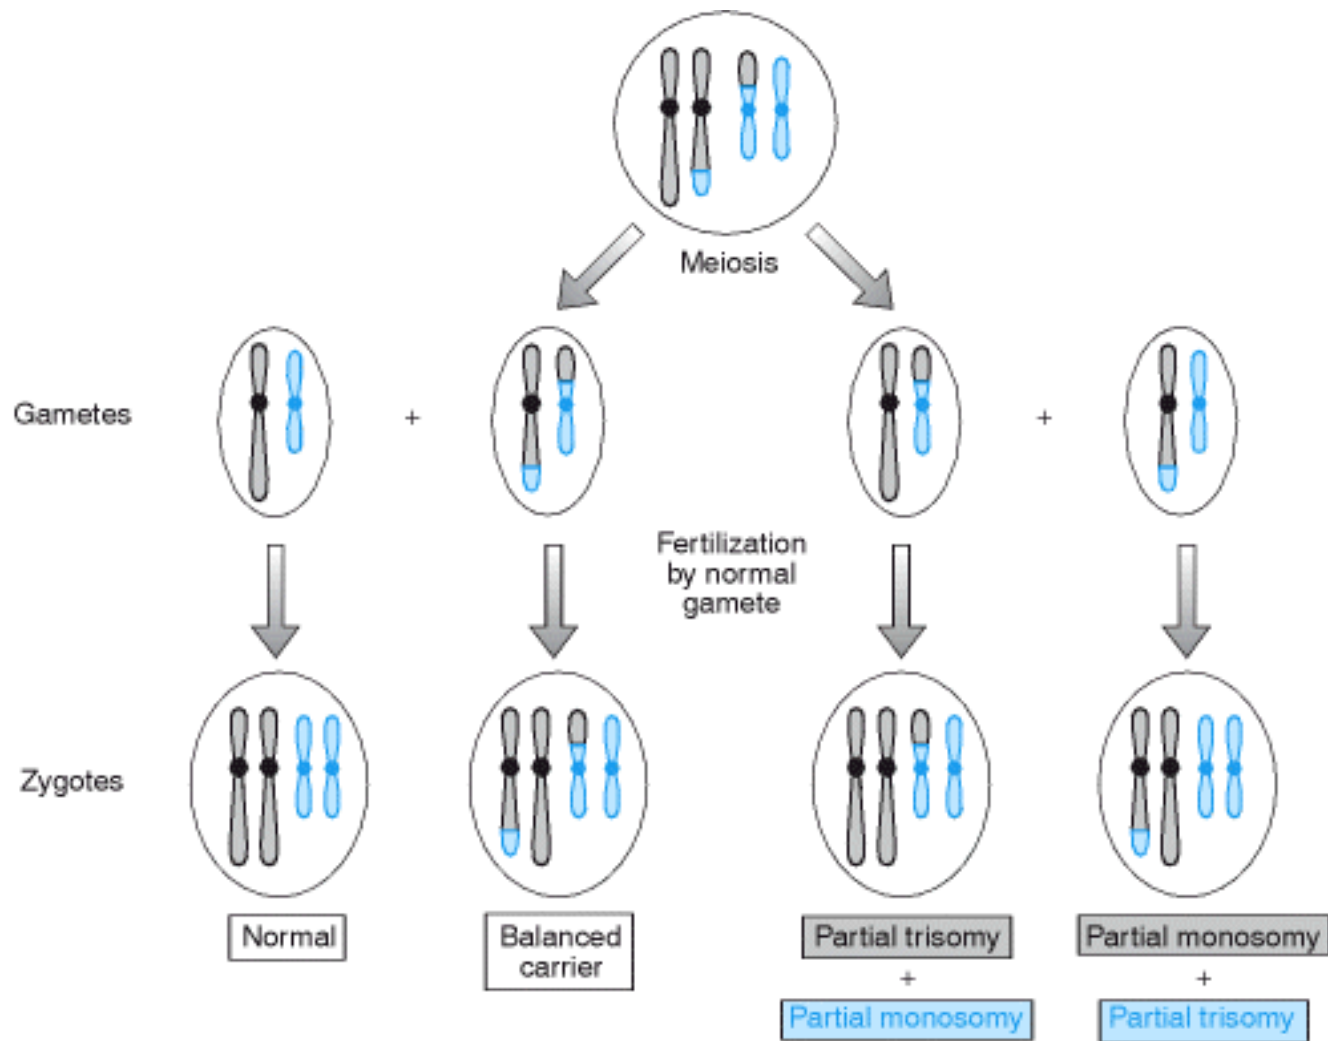 Meiosis
Gametes
+
+
Fertilization
by normal
gamete
Zygotes
Normal
Balanced
carrier
Partial trisomy
+
Partial monosomy
Partial monosomy
+
Partial trisomy